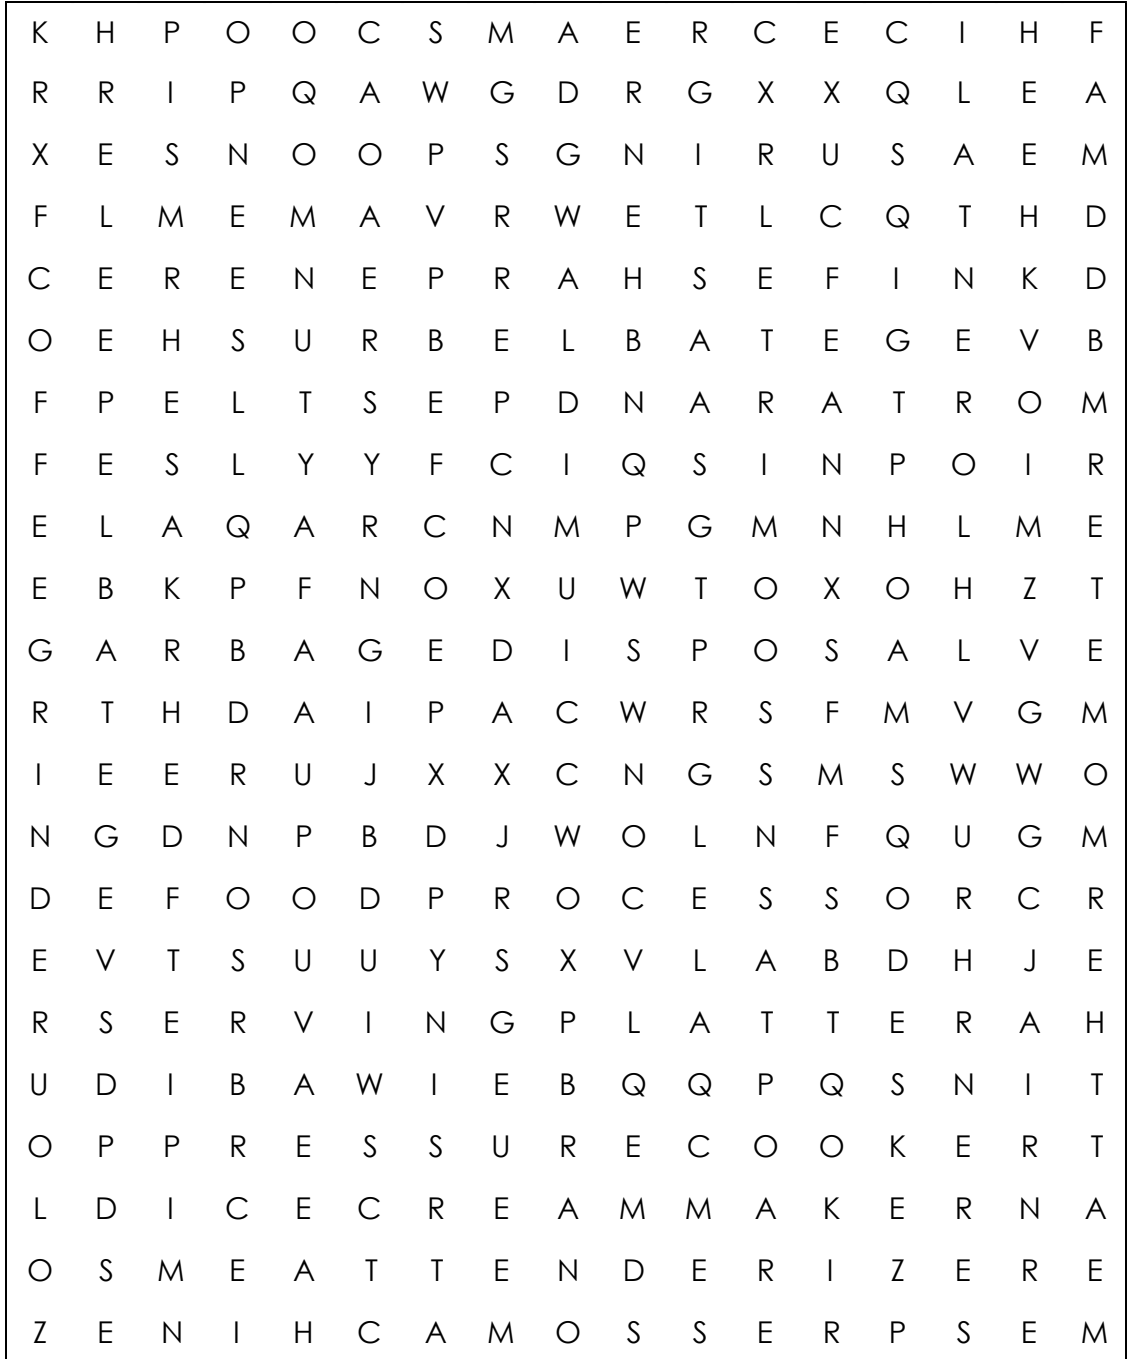 K H P O O C S M A E R C E C I H F
R R I P Q A W G D R G X X Q L E A
X E S N O O P S G N I R U S A E M
F L M E M A V R W E T L C Q T H D
C E R E N E P R A H S E F I N K D
O E H S U R B E L B A T E G E V B
F P E L T S E P D N A R A T R O M
F E S L Y Y F C I Q S I N P O I R
E L A Q A R C N M P G M N H L M E
E B K P F N O X U W T O X O H Z T
G A R B A G E D I S P O S A L V E
R T H D A I P A C W R S F M V G M
I E E R U J X X C N G S M S W W O
N G D N P B D J W O L N F Q U G M
D E F O O D P R O C E S S O R C R
E V T S U U Y S X V L A B D H J E
R S E R V I N G P L A T T E R A H
U D I B A W I E B Q Q P Q S N I T
O P P R E S S U R E C O O K E R T
L D I C E C R E A M M A K E R N A
O S M E A T T E N D E R I Z E R E
Z E N I H C A M O S S E R P S E M